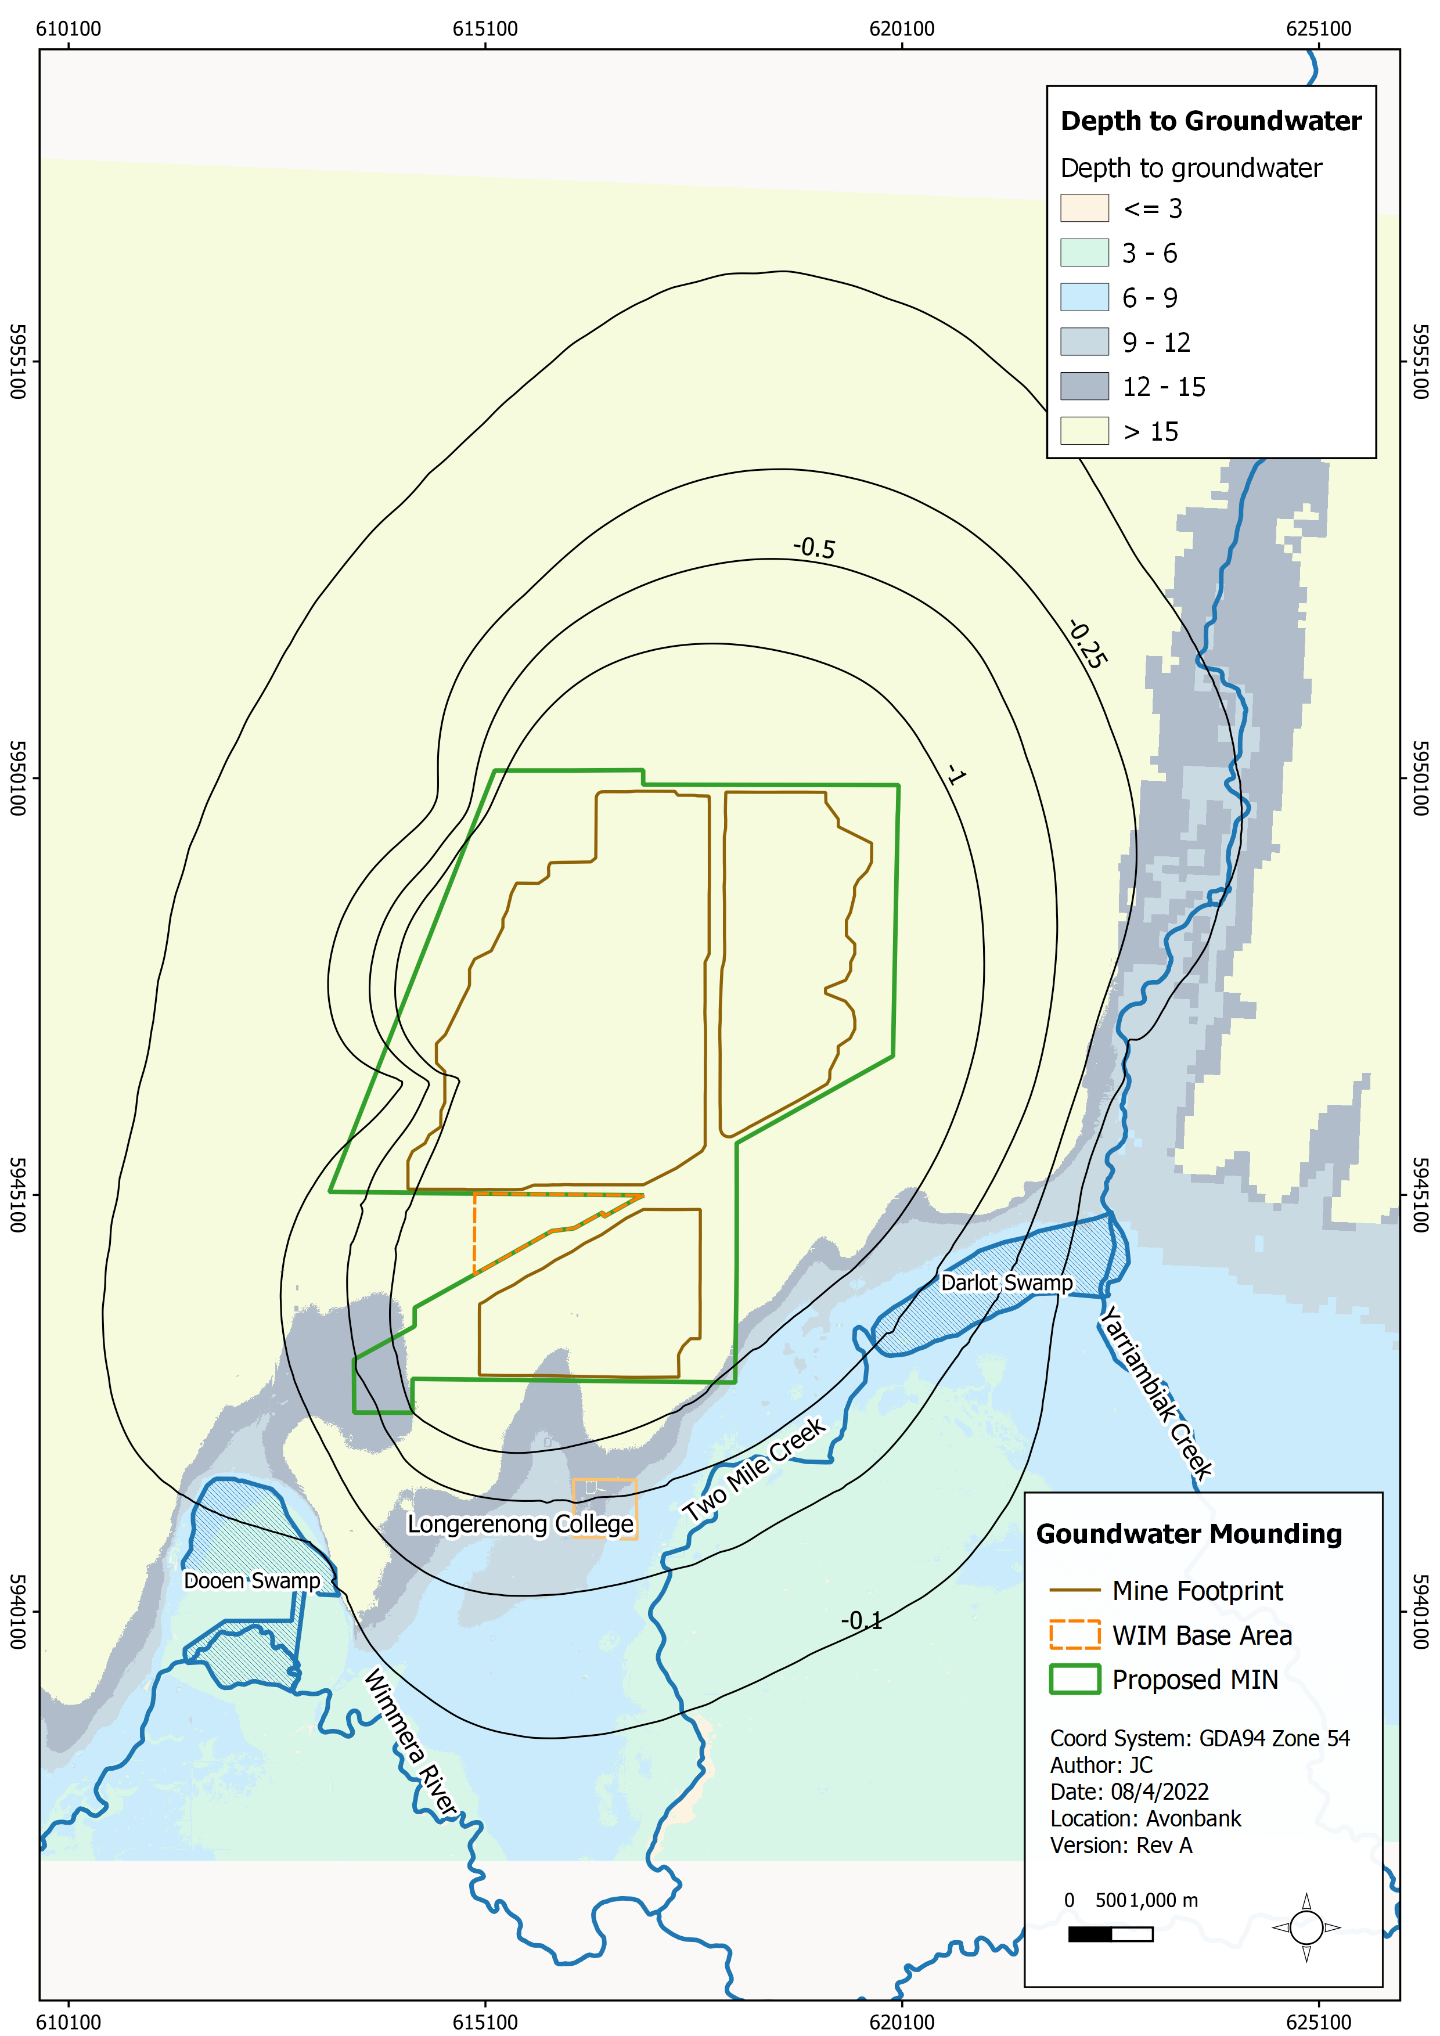 610100
615100
620100
625100
Depth to Groundwater
Depth to groundwater
<= 3
3 - 6
6 - 9
9 - 12
12 - 15
> 15
5955100
5955100
-0.5
-0.25
-1
5950100
5950100
5945100
5945100
Darlot Swamp
Yarriambiak Creek
Two Mile Creek
Longerenong College
Dooen Swamp
-0.1
5940100
5940100
Wimmera River
Goundwater Mounding
Mine Footprint
WIM Base Area
Proposed MIN
Coord System: GDA94 Zone 54
Author: JC
Date: 08/4/2022
Location: Avonbank
Version: Rev A
0 500 1,000 m
610100
615100
620100
625100